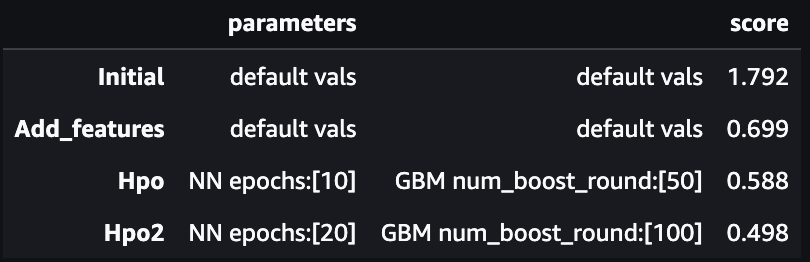 parameters score
Initial default vals default vals 1.792
Add_features default vals default vals 0.699
Hpo NN epochs:[10] GBM num_boost_round:[50] 0.588
Hpo2 NN epochs:[20] GBM num_boost_round:[100] 0.498